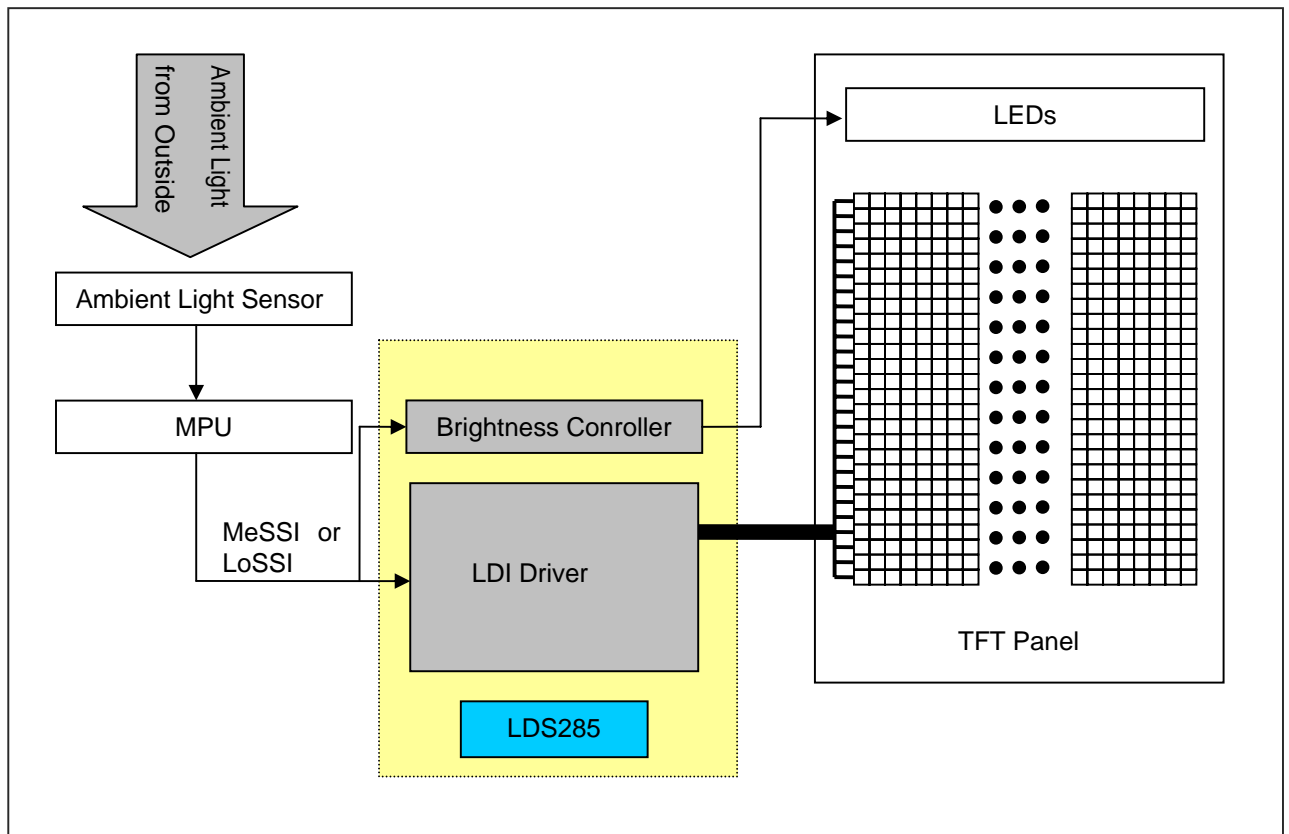 Ambient Light
from Outside
LEDs
Ambient Light Sensor
MPU
Brightness Conroller
MeSSI or
LoSSI
LDI Driver
TFT Panel
LDS285